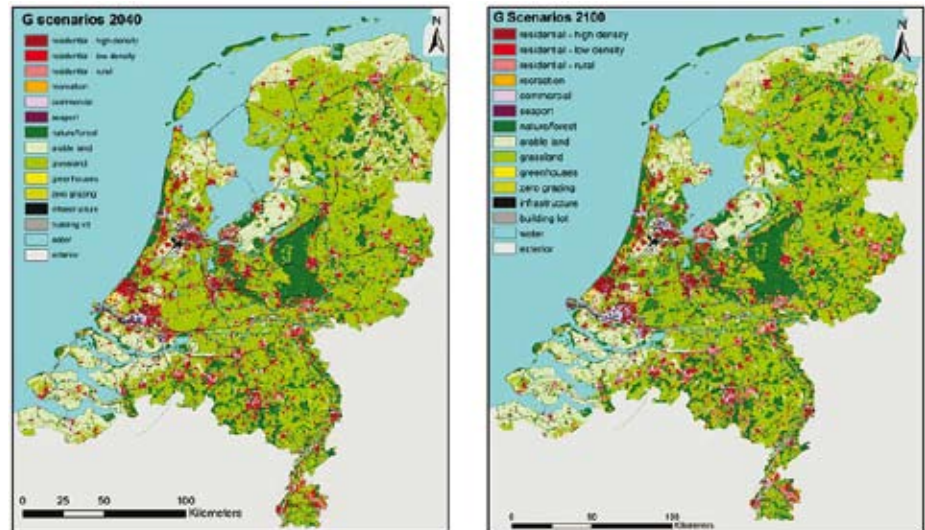 G scenarios 2040
N
residential - high density
residential - low density
residential - rural
recreation
commercial
seaport
nature/forest
arable land
grassland
greenhouses
zero grazing
infrastructure
building lot
water
exterior
0 25 50 100
Kilometers
G Scenarios 2100
N
residential - high density
residential - low density
residential - rural
recreation
commercial
seaport
nature/forest
arable land
grassland
greenhouses
zero grazing
infrastructure
building lot
water
exterior
0 50 100
Kilometers